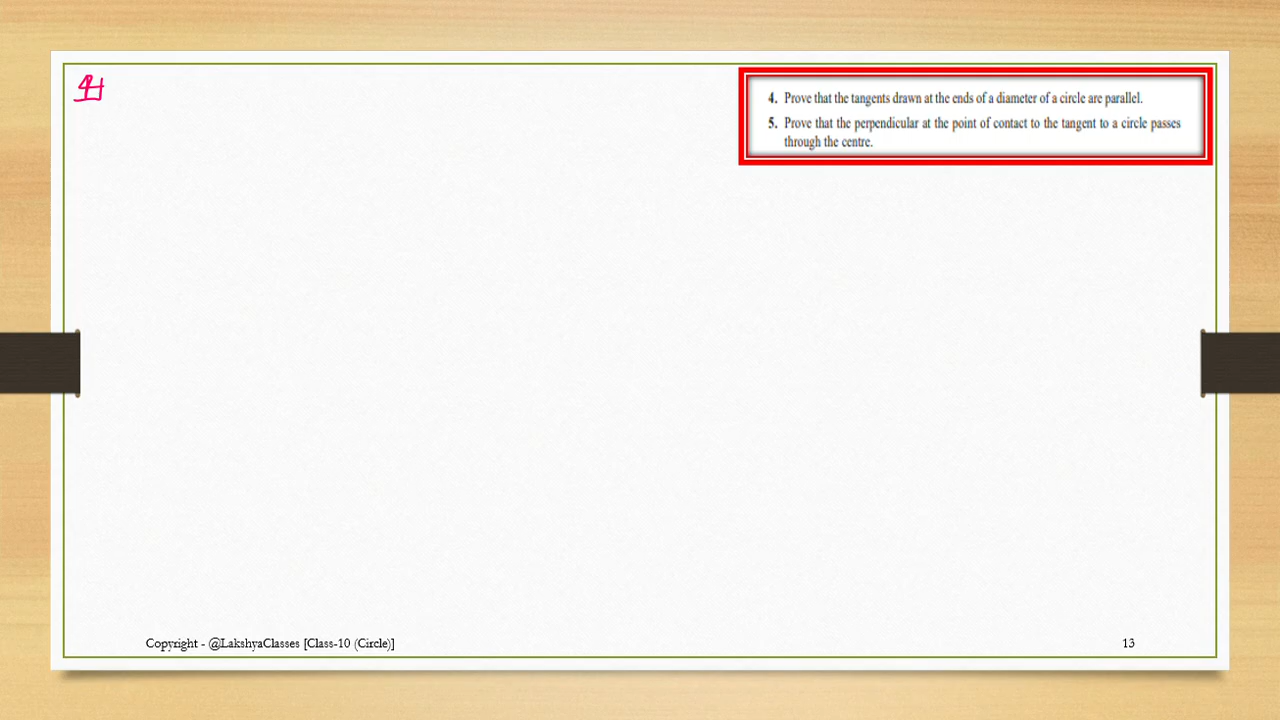 4
4. Prove that the tangents drawn at the ends of a diameter of a circle are parallel.
5. Prove that the perpendicular at the point of contact to the tangent to a circle passes
through the centre.
Copyright - @LakshyaClasses [Class-10 (Circle)]
13